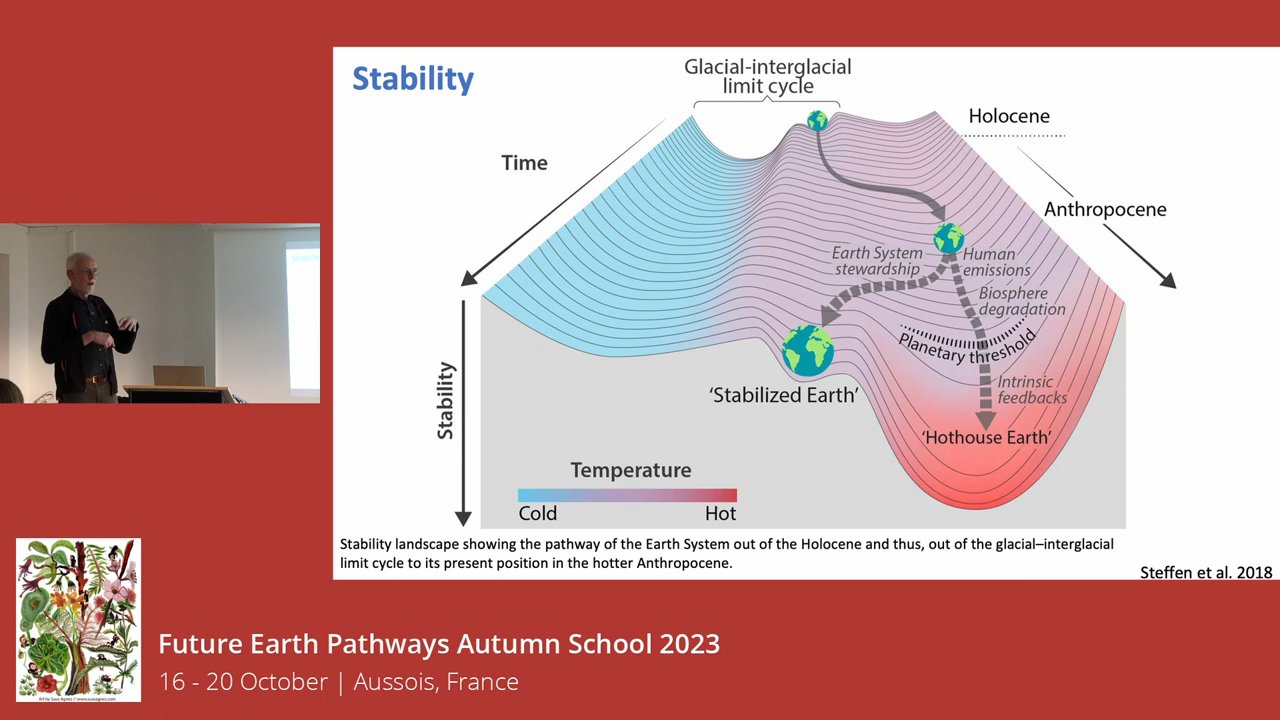 Stability
Glacial-interglacial
limit cycle
Holocene
Time
Anthropocene
Earth System
stewardship
Human
emissions
Biosphere
degradation
Planetary threshold
Intrinsic
feedbacks
Stability
'Stabilized Earth'
'Hothouse Earth'
Temperature
Cold
Hot
Stability landscape showing the pathway of the Earth System out of the Holocene and thus, out of the glacial–interglacial
limit cycle to its present position in the hotter Anthropocene.
Steffen et al. 2018
Future Earth Pathways Autumn School 2023
16 - 20 October | Aussois, France